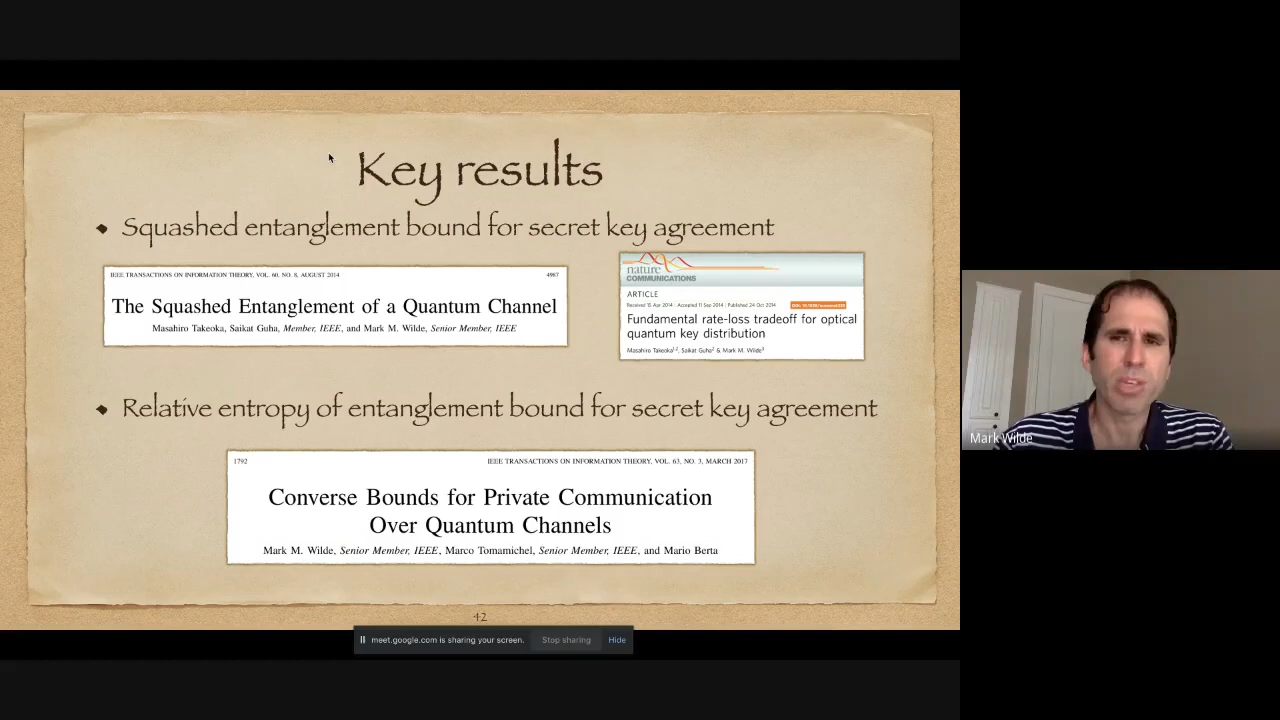 Key results
Squashed entanglement bound for secret key agreement
IEEE TRANSACTIONS ON INFORMATION THEORY, VOL. 60, NO. 8, AUGUST 2014 4987
The Squashed Entanglement of a Quantum Channel
Masahiro Takeoka, Saikat Guha, Member, IEEE, and Mark M. Wilde, Senior Member, IEEE
nature
COMMUNICATIONS
ARTICLE
Received 15 Apr 2014 | Accepted 11 Sep 2014 | Published 24 Oct 2014
Fundamental rate-loss tradeoff for optical
quantum key distribution
Masahiro Takeoka1,2, Saikat Guha2 & Mark M. Wilde3
Relative entropy of entanglement bound for secret key agreement
1792 IEEE TRANSACTIONS ON INFORMATION THEORY, VOL. 63, NO. 3, MARCH 2017
Converse Bounds for Private Communication
Over Quantum Channels
Mark M. Wilde, Senior Member, IEEE, Marco Tomamichel, Senior Member, IEEE, and Mario Berta
42
meet.google.com is sharing your screen. Stop sharing Hide
Mark Wilde